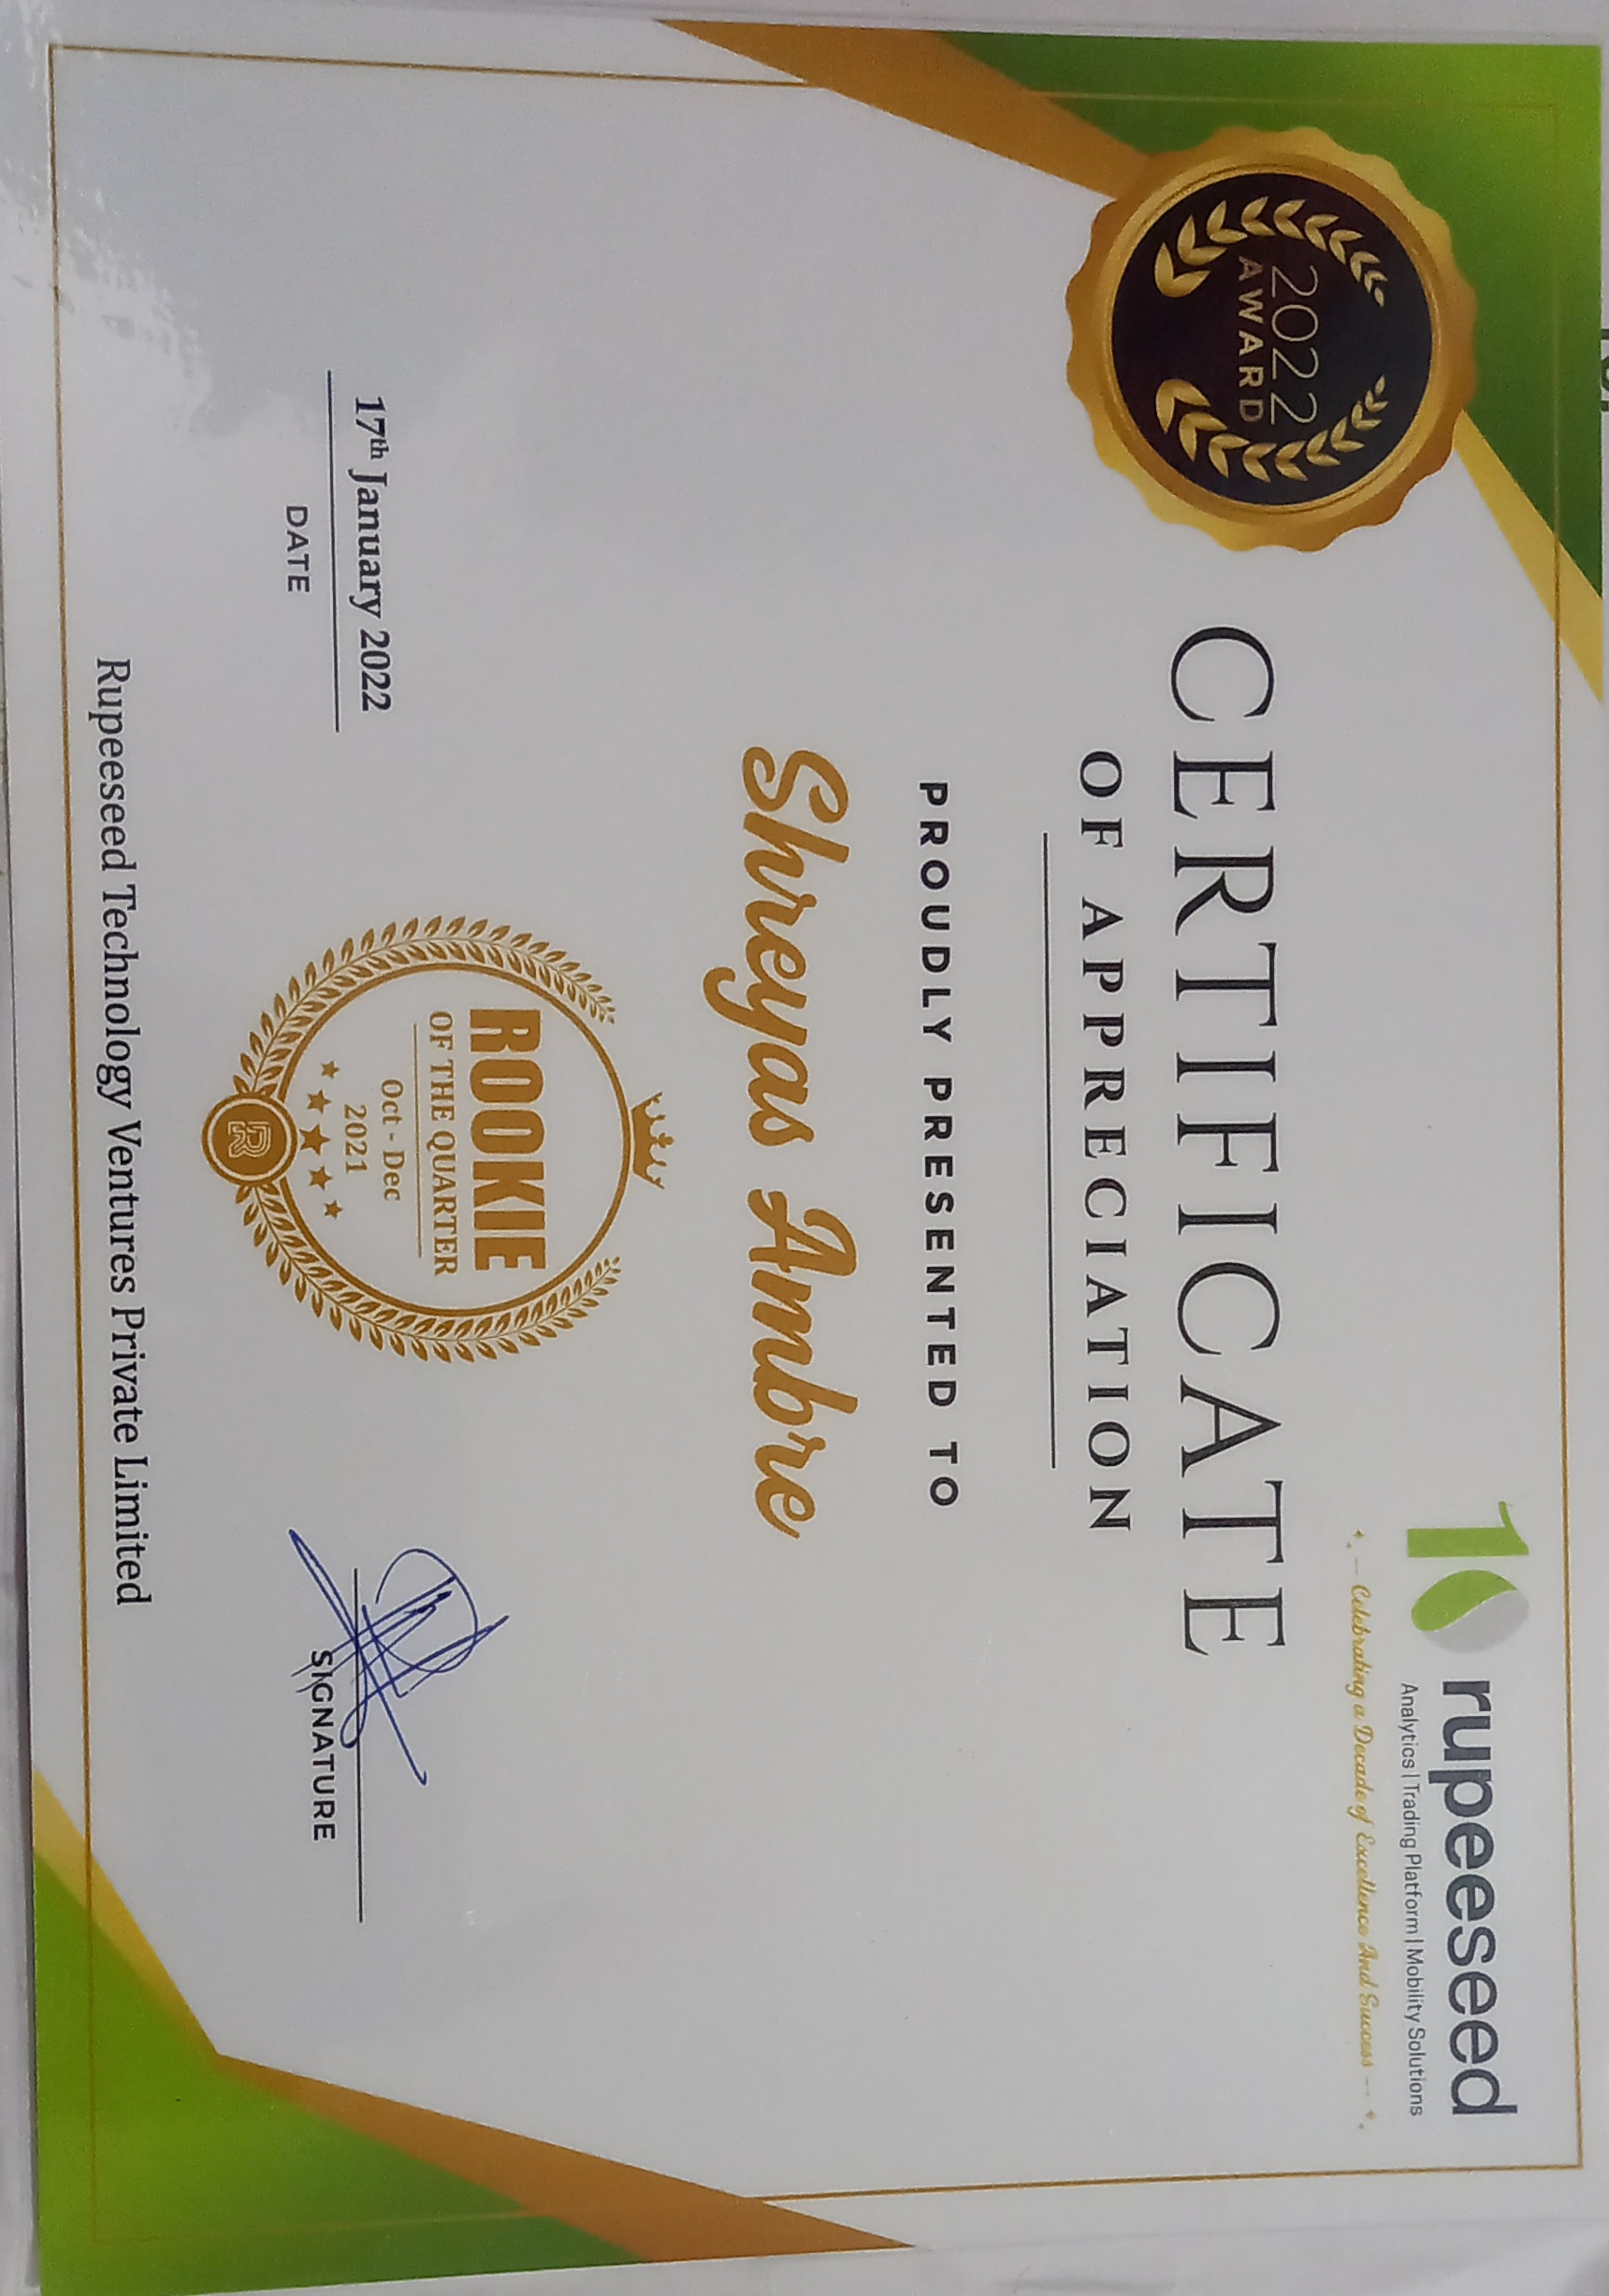 10 rupeeseed
Analytics | Trading Platform | Mobility Solutions
Celebrating a Decade of Excellence And Success
2022
AWARD
CERTIFICATE
OF APPRECIATION
PROUDLY PRESENTED TO
Shreyas Ambre
ROOKIE
OF THE QUARTER
Oct - Dec
2021
R
17th January 2022
DATE
SIGNATURE
Rupeeseed Technology Ventures Private Limited